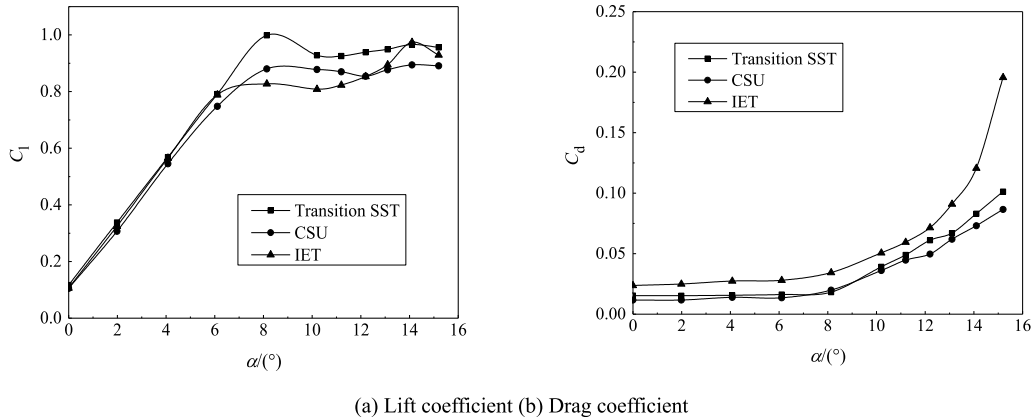 1.0
0.8
0.6
0.4
0.2
0.0
C_l
Transition SST
CSU
IET
0 2 4 6 8 10 12 14 16
α/(°)
0.25
0.20
0.15
0.10
0.05
0.00
C_d
Transition SST
CSU
IET
0 2 4 6 8 10 12 14 16
α/(°)
(a) Lift coefficient (b) Drag coefficient